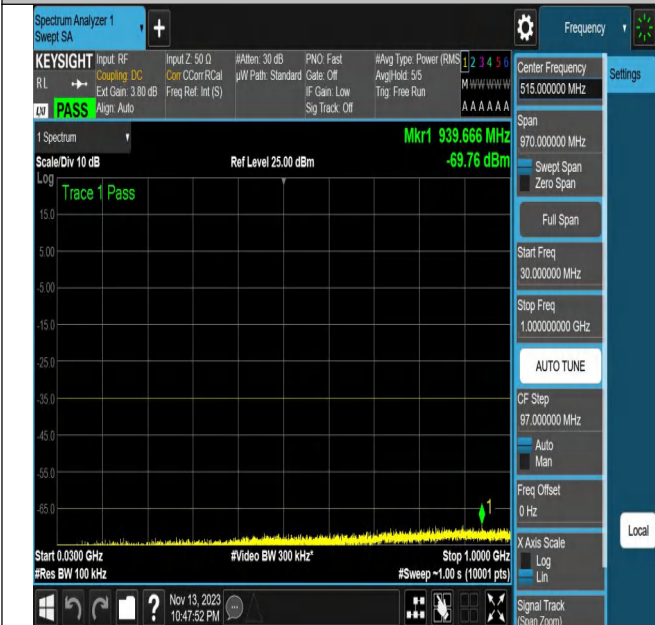 Spectrum Analyzer 1
Swept SA
+
Frequency
KEYSIGHT
RL
LXI
PASS
Input: RF
Coupling: DC
Ext Gain: 3.80 dB
Align: Auto
Input Z: 50 Ω
Corr CCorr RCal
Freq Ref: Int (S)
#Atten: 30 dB
µW Path: Standard
PNO: Fast
Gate: Off
IF Gain: Low
Sig Track: Off
#Avg Type: Power (RMS
Avg|Hold: 5/5
Trig: Free Run
1 2 3 4 5 6
M W W W W W
A A A A A A
1 Spectrum
Scale/Div 10 dB
Ref Level 25.00 dBm
Mkr1 939.666 MHz
-69.76 dBm
Log
Trace 1 Pass
15.0
5.00
-5.00
-15.0
-25.0
-35.0
-45.0
-55.0
-65.0
1
Start 0.0300 GHz
#Video BW 300 kHz*
Stop 1.0000 GHz
#Res BW 100 kHz
#Sweep ~1.00 s (10001 pts)
?
Nov 13, 2023
10:47:52 PM
Center Frequency
515.000000 MHz
Span
970.000000 MHz
Swept Span
Zero Span
Full Span
Start Freq
30.000000 MHz
Stop Freq
1.000000000 GHz
AUTO TUNE
CF Step
97.000000 MHz
Auto
Man
Freq Offset
0 Hz
X Axis Scale
Log
Lin
Signal Track
(Span Zoom)
Settings
Local